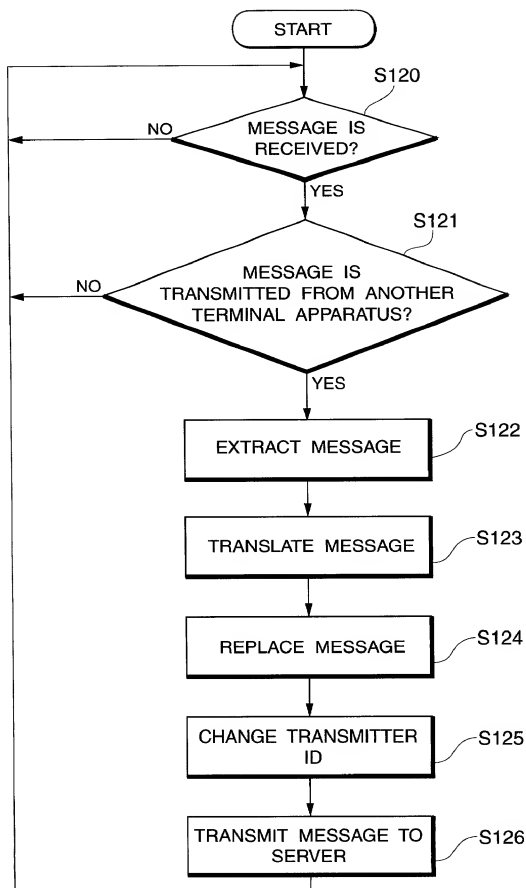 START
S120
NO
MESSAGE IS
RECEIVED?
YES
S121
NO
MESSAGE IS
TRANSMITTED FROM ANOTHER
TERMINAL APPARATUS?
YES
EXTRACT MESSAGE
S122
TRANSLATE MESSAGE
S123
REPLACE MESSAGE
S124
CHANGE TRANSMITTER
ID
S125
TRANSMIT MESSAGE TO
SERVER
S126